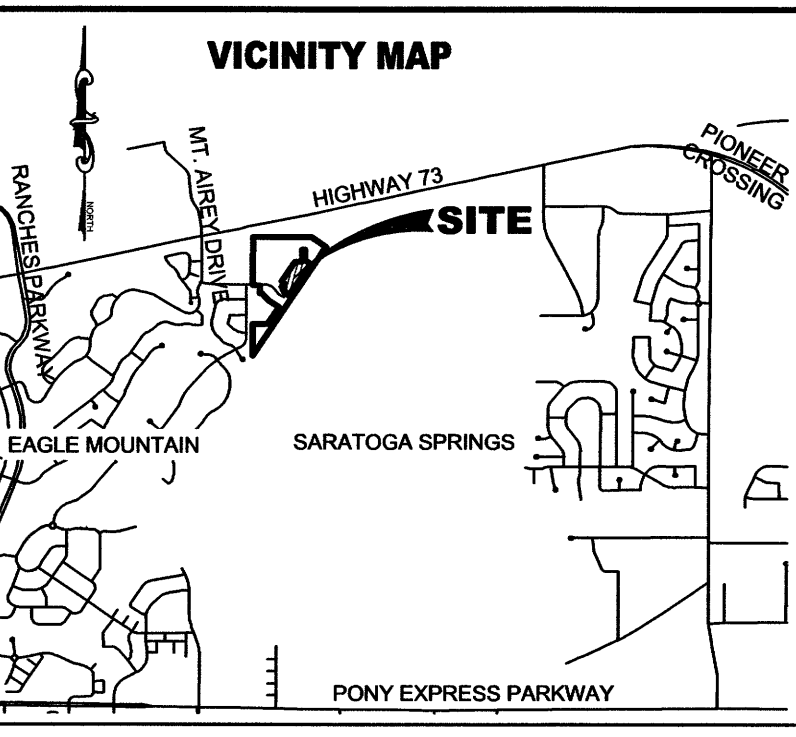 VICINITY MAP
PIONEER
CROSSING
MT. AIREY DRIVE
RANCHES PARKWAY
HIGHWAY 73
NORTH
SITE
EAGLE MOUNTAIN
SARATOGA SPRINGS
PONY EXPRESS PARKWAY